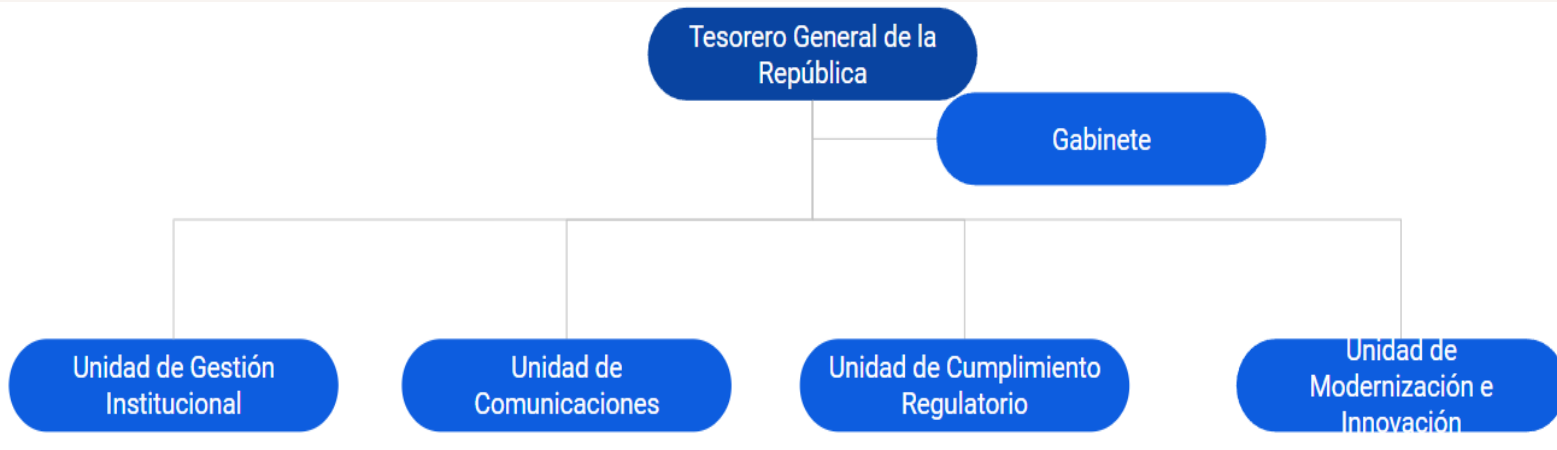 Tesorero General de la
República
Gabinete
Unidad de Gestión
Institucional
Unidad de
Comunicaciones
Unidad de Cumplimiento
Regulatorio
Unidad de
Modernización e
Innovación